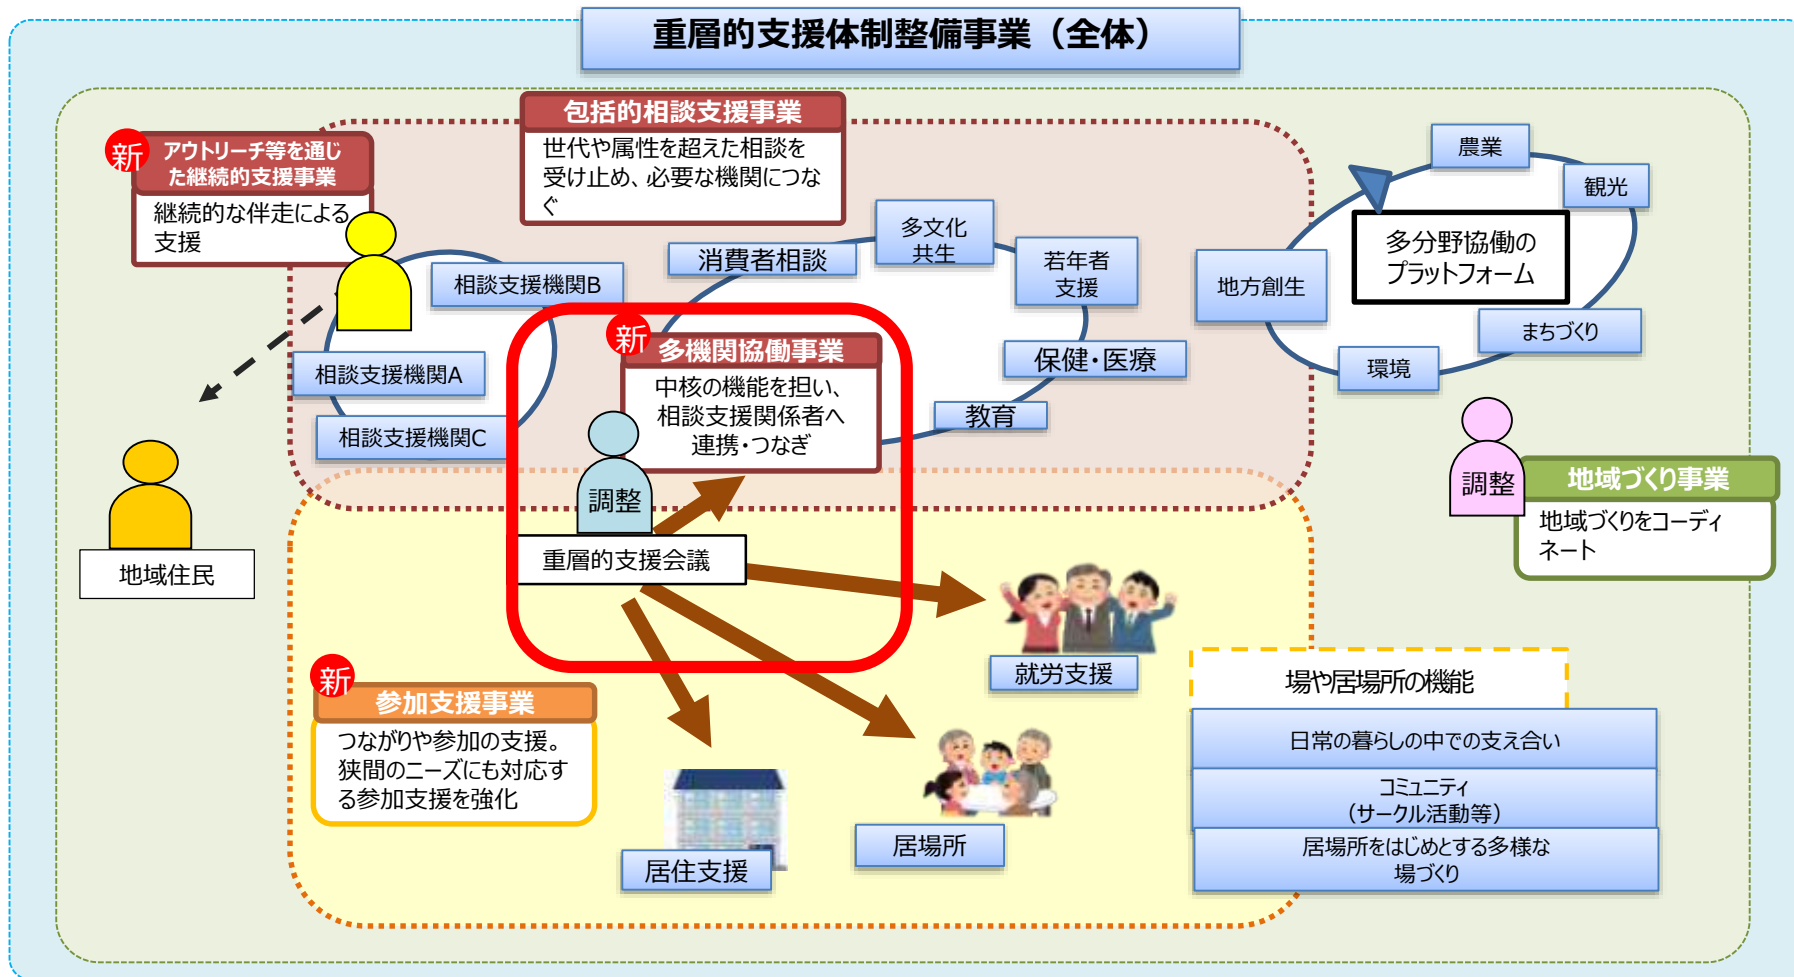 重層的支援体制整備事業（全体）
包括的相談支援事業
世代や属性を超えた相談を
受け止め、必要な機関につな
ぐ
新
アウトリーチ等を通じ
た継続的支援事業
継続的な伴走による
支援
相談支援機関B
相談支援機関A
相談支援機関C
消費者相談
多文化
共生
若年者
支援
保健・医療
教育
新
多機関協働事業
中核の機能を担い、
相談支援関係者へ
連携・つなぎ
調整
重層的支援会議
農業
観光
地方創生
多分野協働の
プラットフォーム
まちづくり
環境
調整
地域づくり事業
地域づくりをコーディ
ネート
地域住民
新
参加支援事業
つながりや参加の支援。
狭間のニーズにも対応す
る参加支援を強化
就労支援
居場所
居住支援
場や居場所の機能
日常の暮らしの中での支え合い
コミュニティ
（サークル活動等）
居場所をはじめとする多様な
場づくり